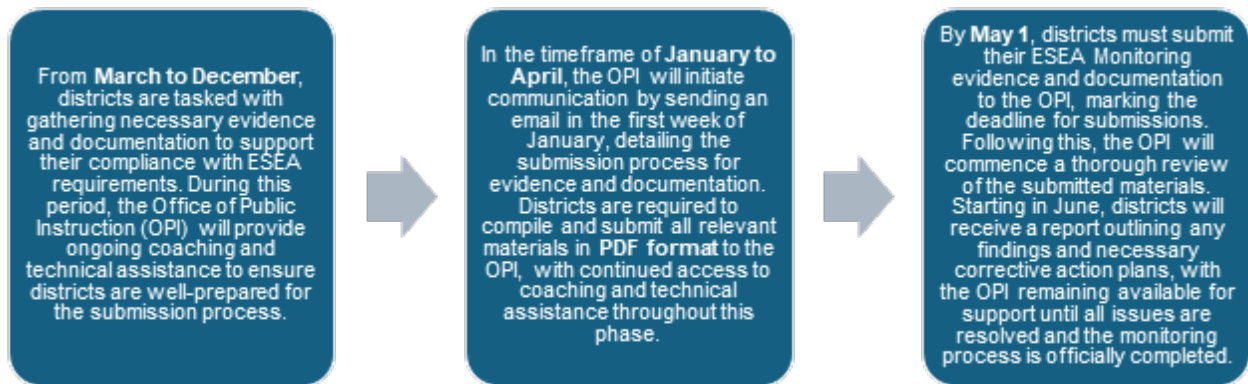 From March to December,
districts are tasked with
gathering necessary evidence
and documentation to support
their compliance with ESEA
requirements. During this
period, the Office of Public
Instruction (OPI) will provide
ongoing coaching and
technical assistance to ensure
districts are well-prepared for
the submission process.
In the timeframe of January to
April, the OPI will initiate
communication by sending an
email in the first week of
January, detailing the
submission process for
evidence and documentation.
Districts are required to
compile and submit all relevant
materials in PDF format to the
OPI, with continued access to
coaching and technical
assistance throughout this
phase.
By May 1, districts must submit
their ESEA Monitoring
evidence and documentation
to the OPI, marking the
deadline for submissions.
Following this, the OPI will
commence a thorough review
of the submitted materials.
Starting in June, districts will
receive a report outlining any
findings and necessary
corrective action plans, with
the OPI remaining available for
support until all issues are
resolved and the monitoring
process is officially completed.